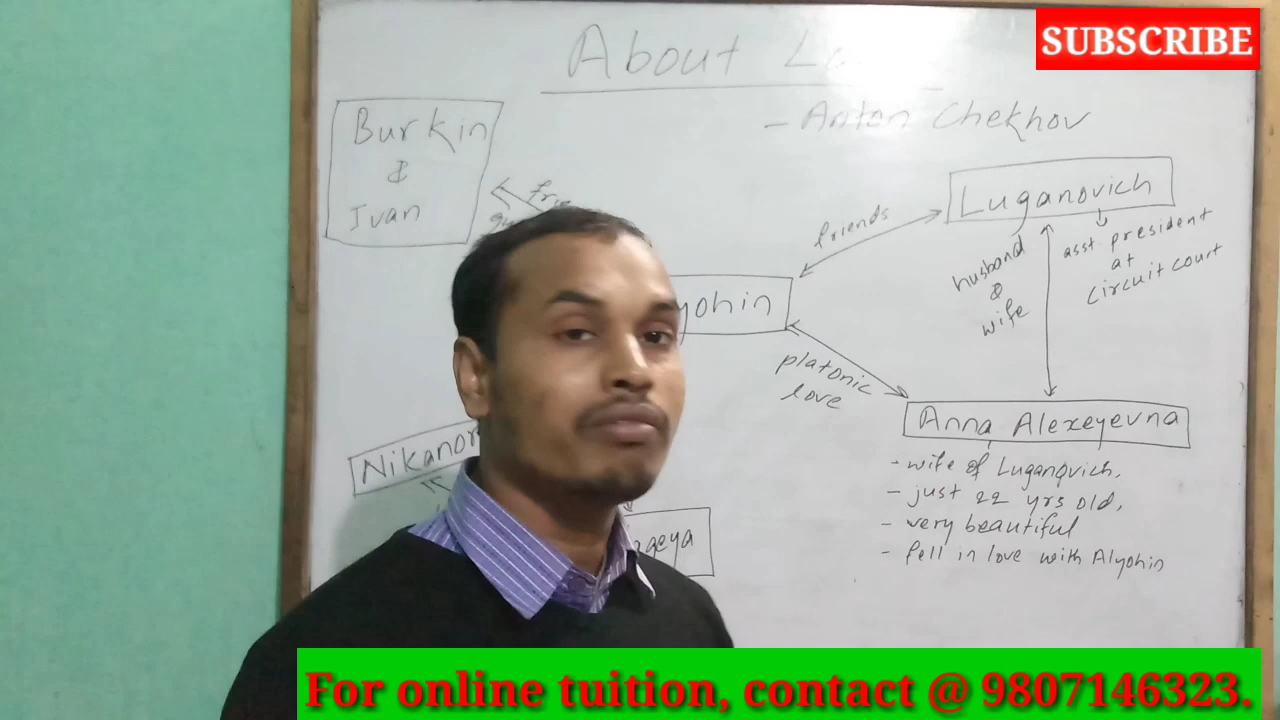 SUBSCRIBE
About
- Anton Chekhov
Burkin
&
Ivan
Luganovich
friends
husband
&
wife
asst. president
at
circuit court
yohin
platonic
love
Anna Alexeyevna
- wife of Luganovich,
- just 22 yrs old,
- very beautiful
- fell in love with Alyohin
Nikanor
ageya
For online tuition, contact @ 9807146323.